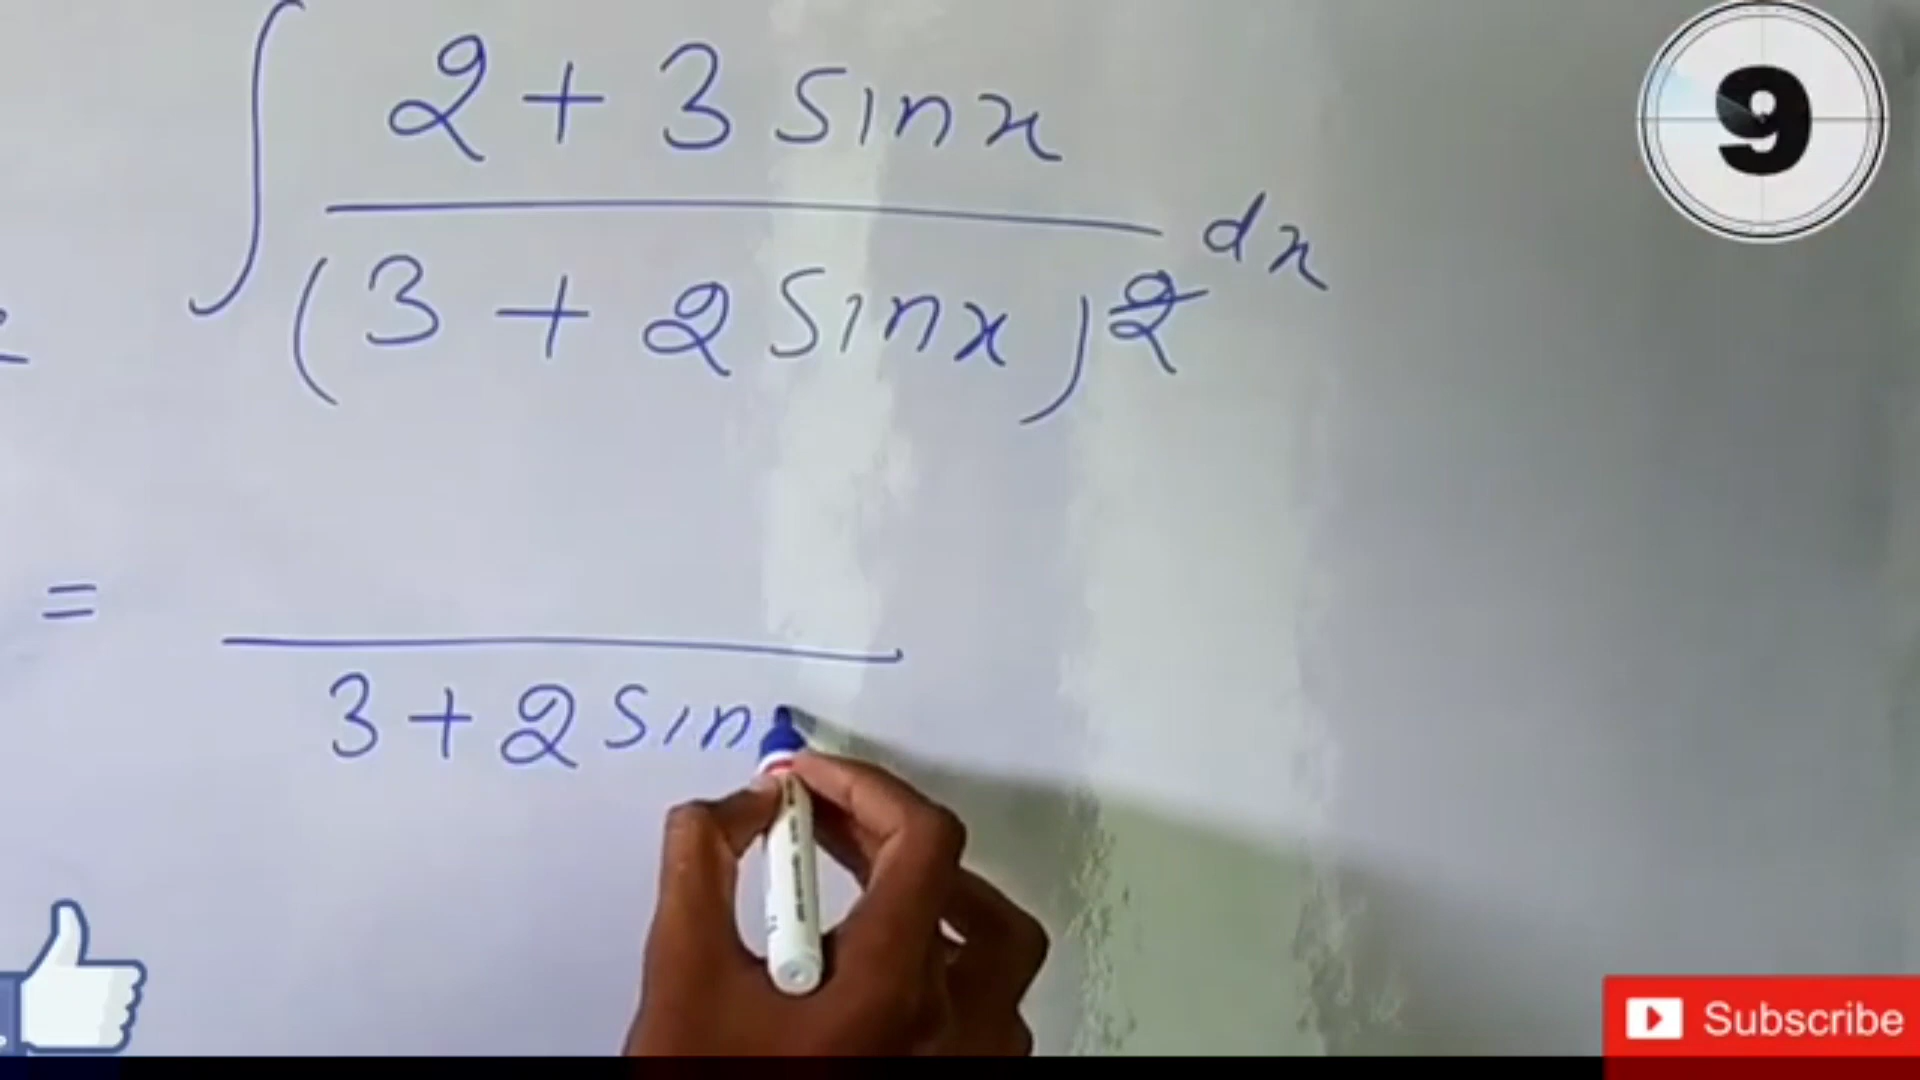 ∫ 2 + 3 sinx
(3 + 2 sinx)² dx
9
=
3 + 2 sin
Subscribe